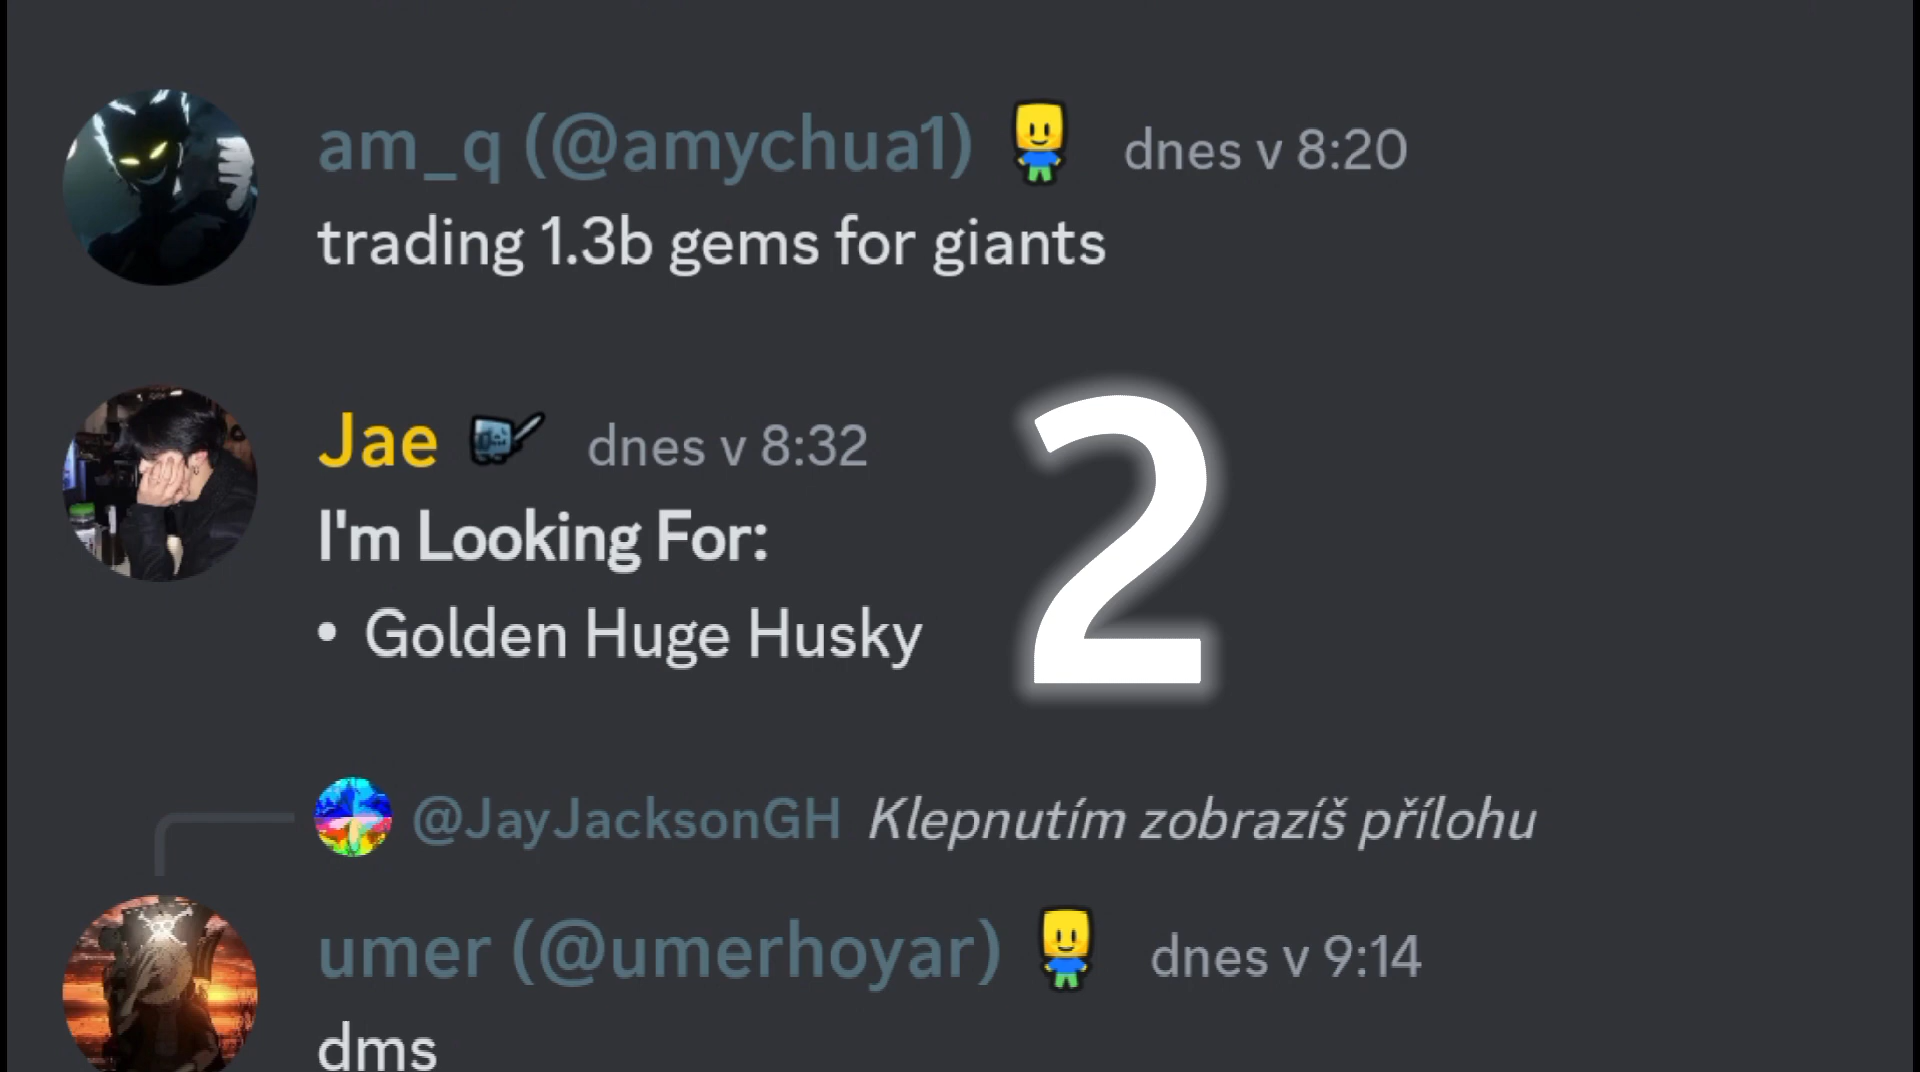 am_q (@amychua1) dnes v 8:20
trading 1.3b gems for giants
Jae dnes v 8:32
I'm Looking For:
• Golden Huge Husky
2
@JayJacksonGH Klepnutím zobrazíš přílohu
umer (@umerhoyar) dnes v 9:14
dms